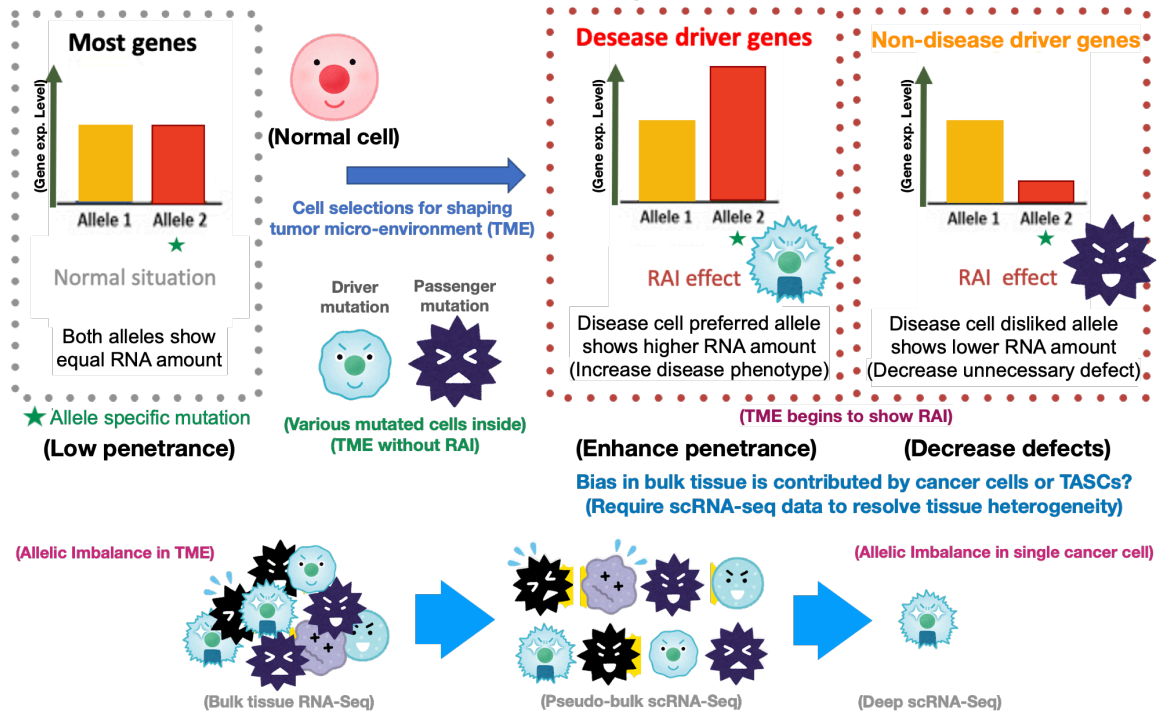 Most genes
(Gene exp. Level)
Allele 1
Allele 2
Normal situation
Both alleles show
equal RNA amount
Allele specific mutation
(Low penetrance)
(Normal cell)
Cell selections for shaping
tumor micro-environment (TME)
Driver
mutation
Passenger
mutation
(Various mutated cells inside)
(TME without RAI)
Desease driver genes
(Gene exp. Level)
Allele 1
Allele 2
RAI effect
Disease cell preferred allele
shows higher RNA amount
(Increase disease phenotype)
Non-disease driver genes
(Gene exp. Level)
Allele 1
Allele 2
RAI effect
Disease cell disliked allele
shows lower RNA amount
(Decrease unnecessary defect)
(TME begins to show RAI)
(Enhance penetrance)
(Decrease defects)
Bias in bulk tissue is contributed by cancer cells or TASCs?
(Require scRNA-seq data to resolve tissue heterogeneity)
(Allelic Imbalance in TME)
(Allelic Imbalance in single cancer cell)
(Bulk tissue RNA-Seq)
(Pseudo-bulk scRNA-Seq)
(Deep scRNA-Seq)